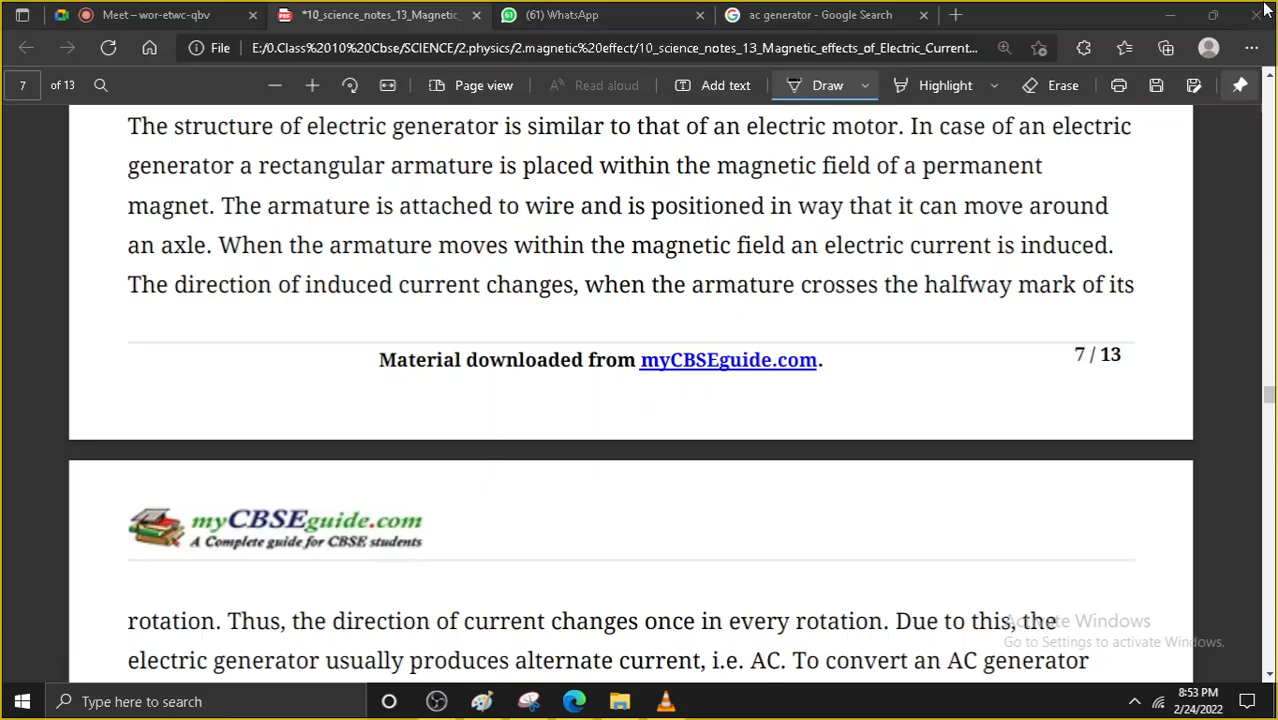 Meet – wor-etwc-qbv
*10_science_notes_13_Magnetic_
(61) WhatsApp
ac generator - Google Search
File
E:/0.Class%2010%20Cbse/SCIENCE/2.physics/2.magnetic%20effect/10_science_notes_13_Magnetic_effects_of_Electric_Current...
7 of 13
Page view
Read aloud
Add text
Draw
Highlight
Erase
The structure of electric generator is similar to that of an electric motor. In case of an electric
generator a rectangular armature is placed within the magnetic field of a permanent
magnet. The armature is attached to wire and is positioned in way that it can move around
an axle. When the armature moves within the magnetic field an electric current is induced.
The direction of induced current changes, when the armature crosses the halfway mark of its
Material downloaded from myCBSEguide.com.
7 / 13
myCBSEguide.com
A Complete guide for CBSE students
rotation. Thus, the direction of current changes once in every rotation. Due to this, the
Activate Windows
Go to Settings to activate Windows.
electric generator usually produces alternate current, i.e. AC. To convert an AC generator
Type here to search
8:53 PM
2/24/2022